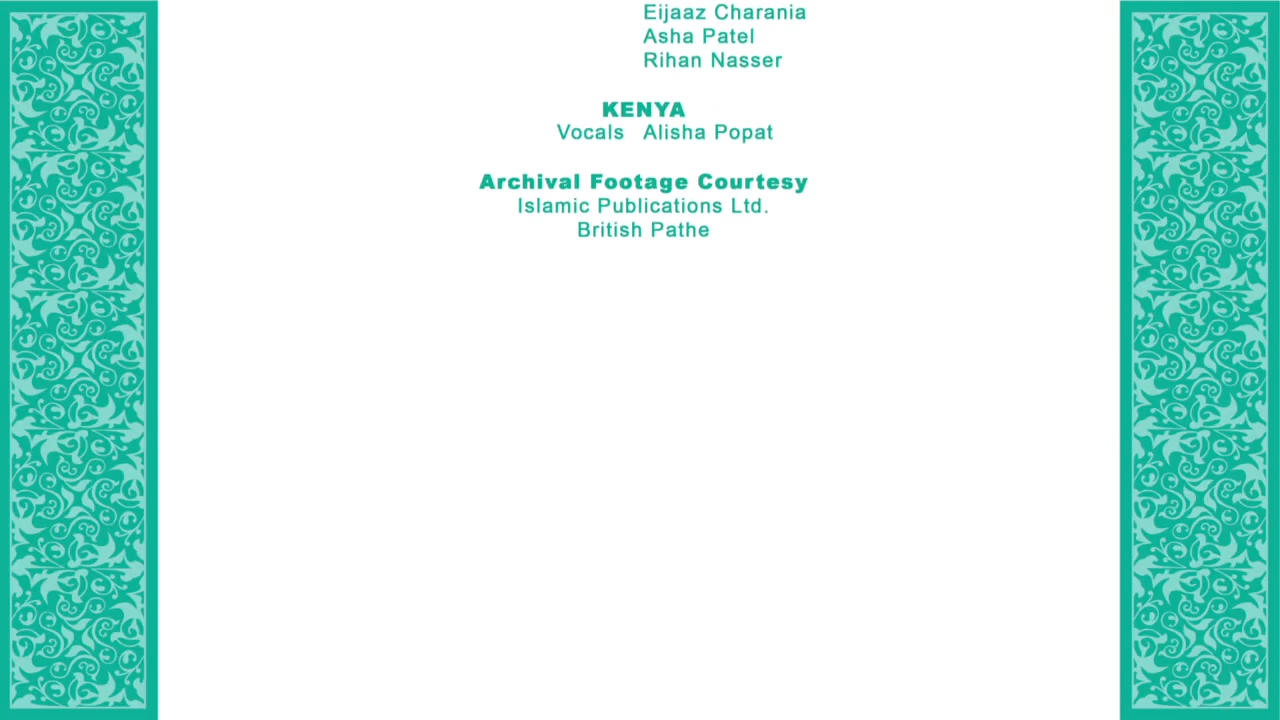 Eijaaz Charania
Asha Patel
Rihan Nasser
KENYA
Vocals Alisha Popat
Archival Footage Courtesy
Islamic Publications Ltd.
British Pathe